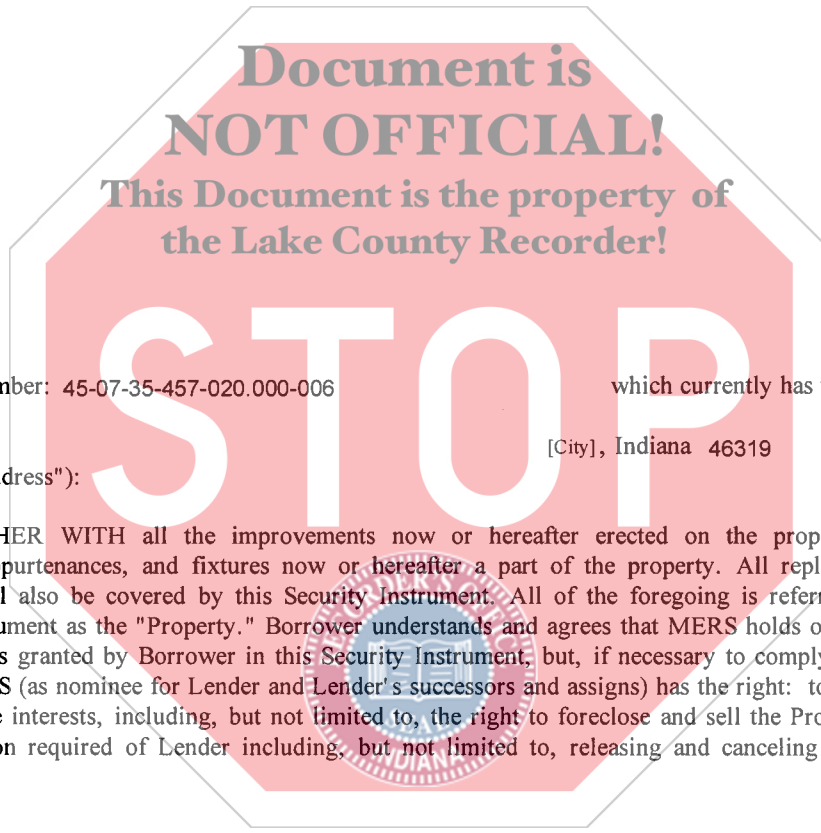 Document is
NOT OFFICIAL!
This Document is the property of
the Lake County Recorder!
STOP
mber: 45-07-35-457-020.000-006 which currently has
[City], Indiana 46319
dress"):
HER WITH all the improvements now or hereafter erected on the prop
purtenances, and fixtures now or hereafter a part of the property. All repl
l also be covered by this Security Instrument. All of the foregoing is referr
ument as the "Property." Borrower understands and agrees that MERS holds o
s granted by Borrower in this Security Instrument, but, if necessary to comply
S (as nominee for Lender and Lender's successors and assigns) has the right: to
e interests, including, but not limited to, the right to foreclose and sell the Pro
on required of Lender including, but not limited to, releasing and canceling
SEAL
INDIANA